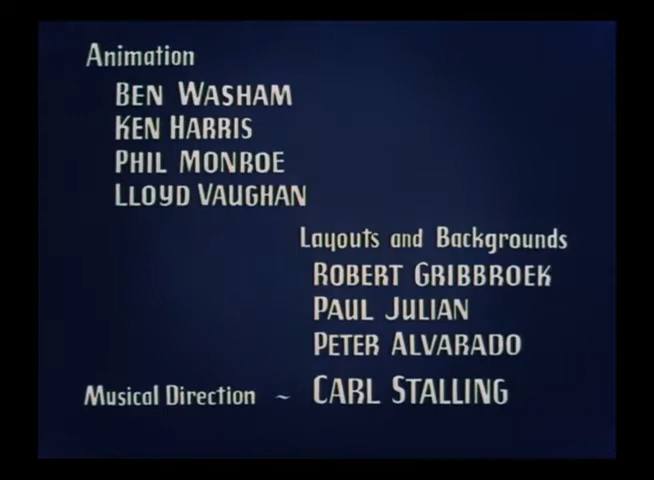 Animation
BEN WASHAM
KEN HARRIS
PHIL MONROE
LLOYD VAUGHAN
Layouts and Backgrounds
ROBERT GRIBBROEK
PAUL JULIAN
PETER ALVARADO
Musical Direction ~ CARL STALLING